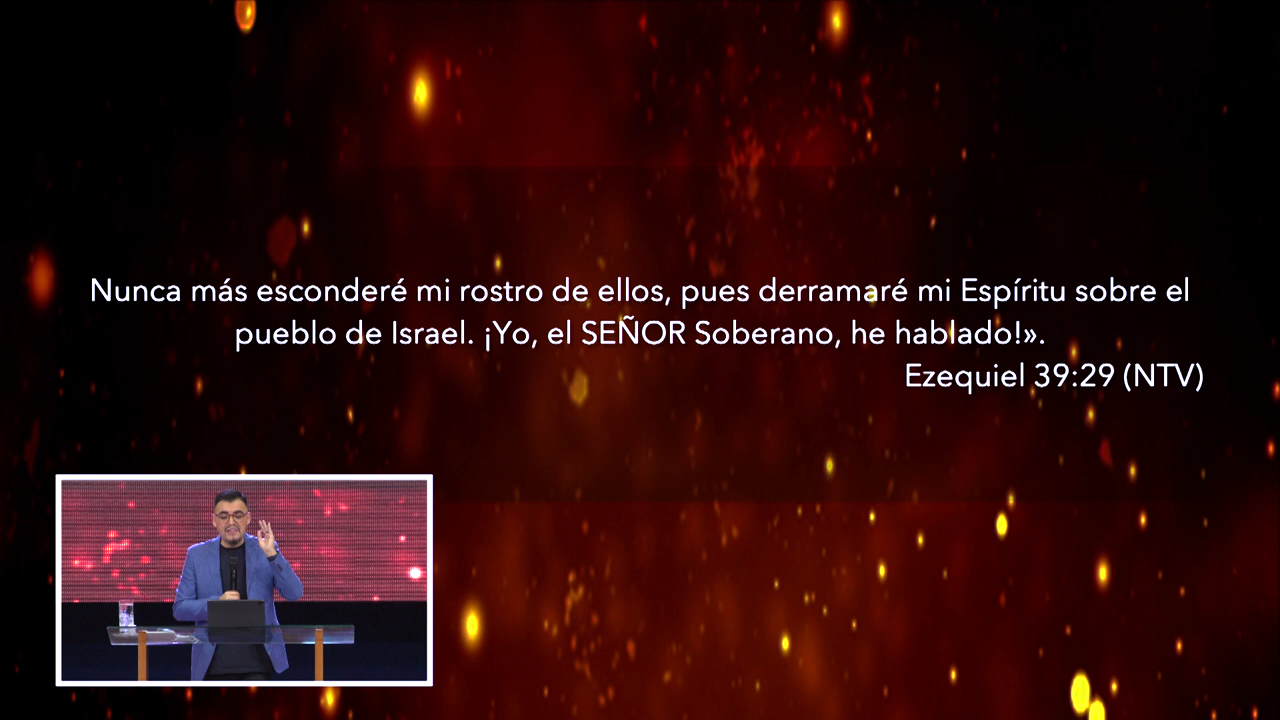 Nunca más esconderé mi rostro de ellos, pues derramaré mi Espíritu sobre el
pueblo de Israel. ¡Yo, el SEÑOR Soberano, he hablado!».
Ezequiel 39:29 (NTV)